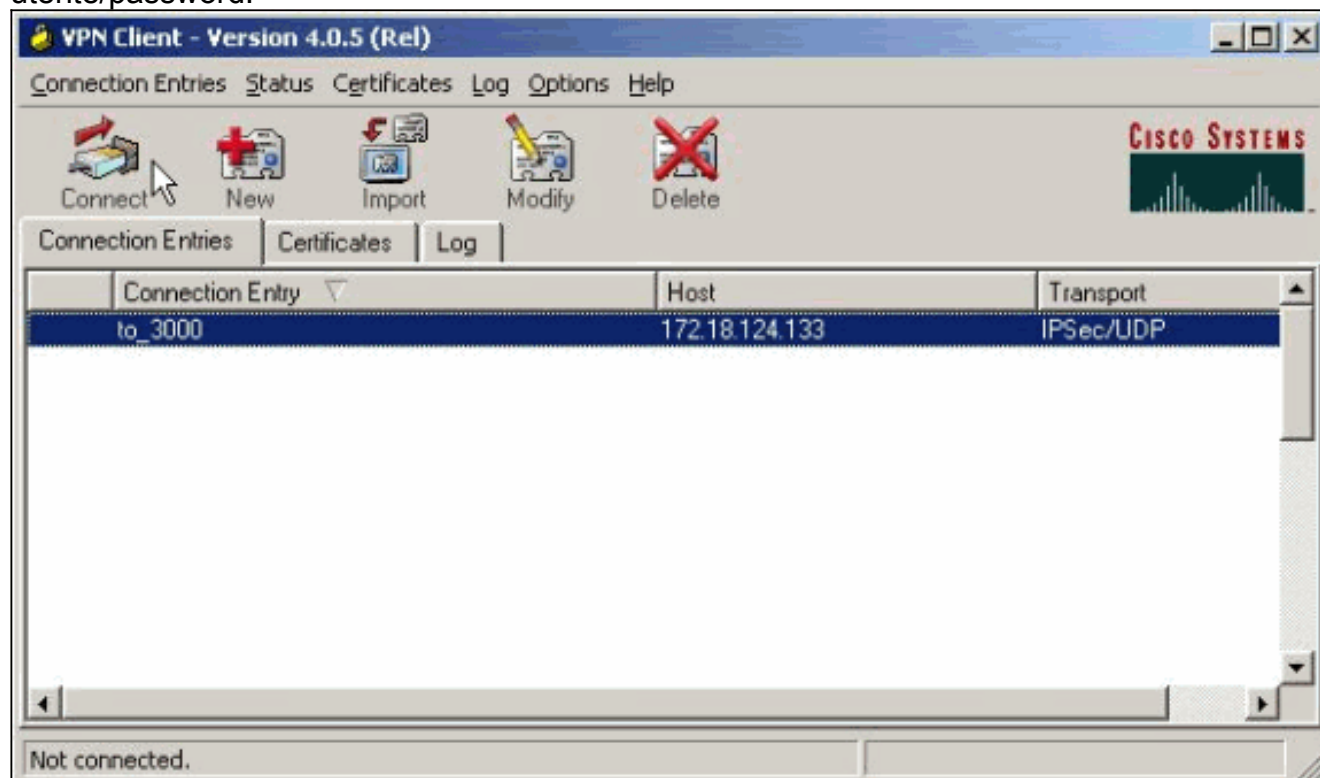 utente/password.
VPN Client - Version 4.0.5 (Rel)
Connection Entries Status Certificates Log Options Help
Connect New Import Modify Delete
CISCO SYSTEMS
Connection Entries Certificates Log
Connection Entry Host Transport
to_3000 172.18.124.133 IPSec/UDP
Not connected.